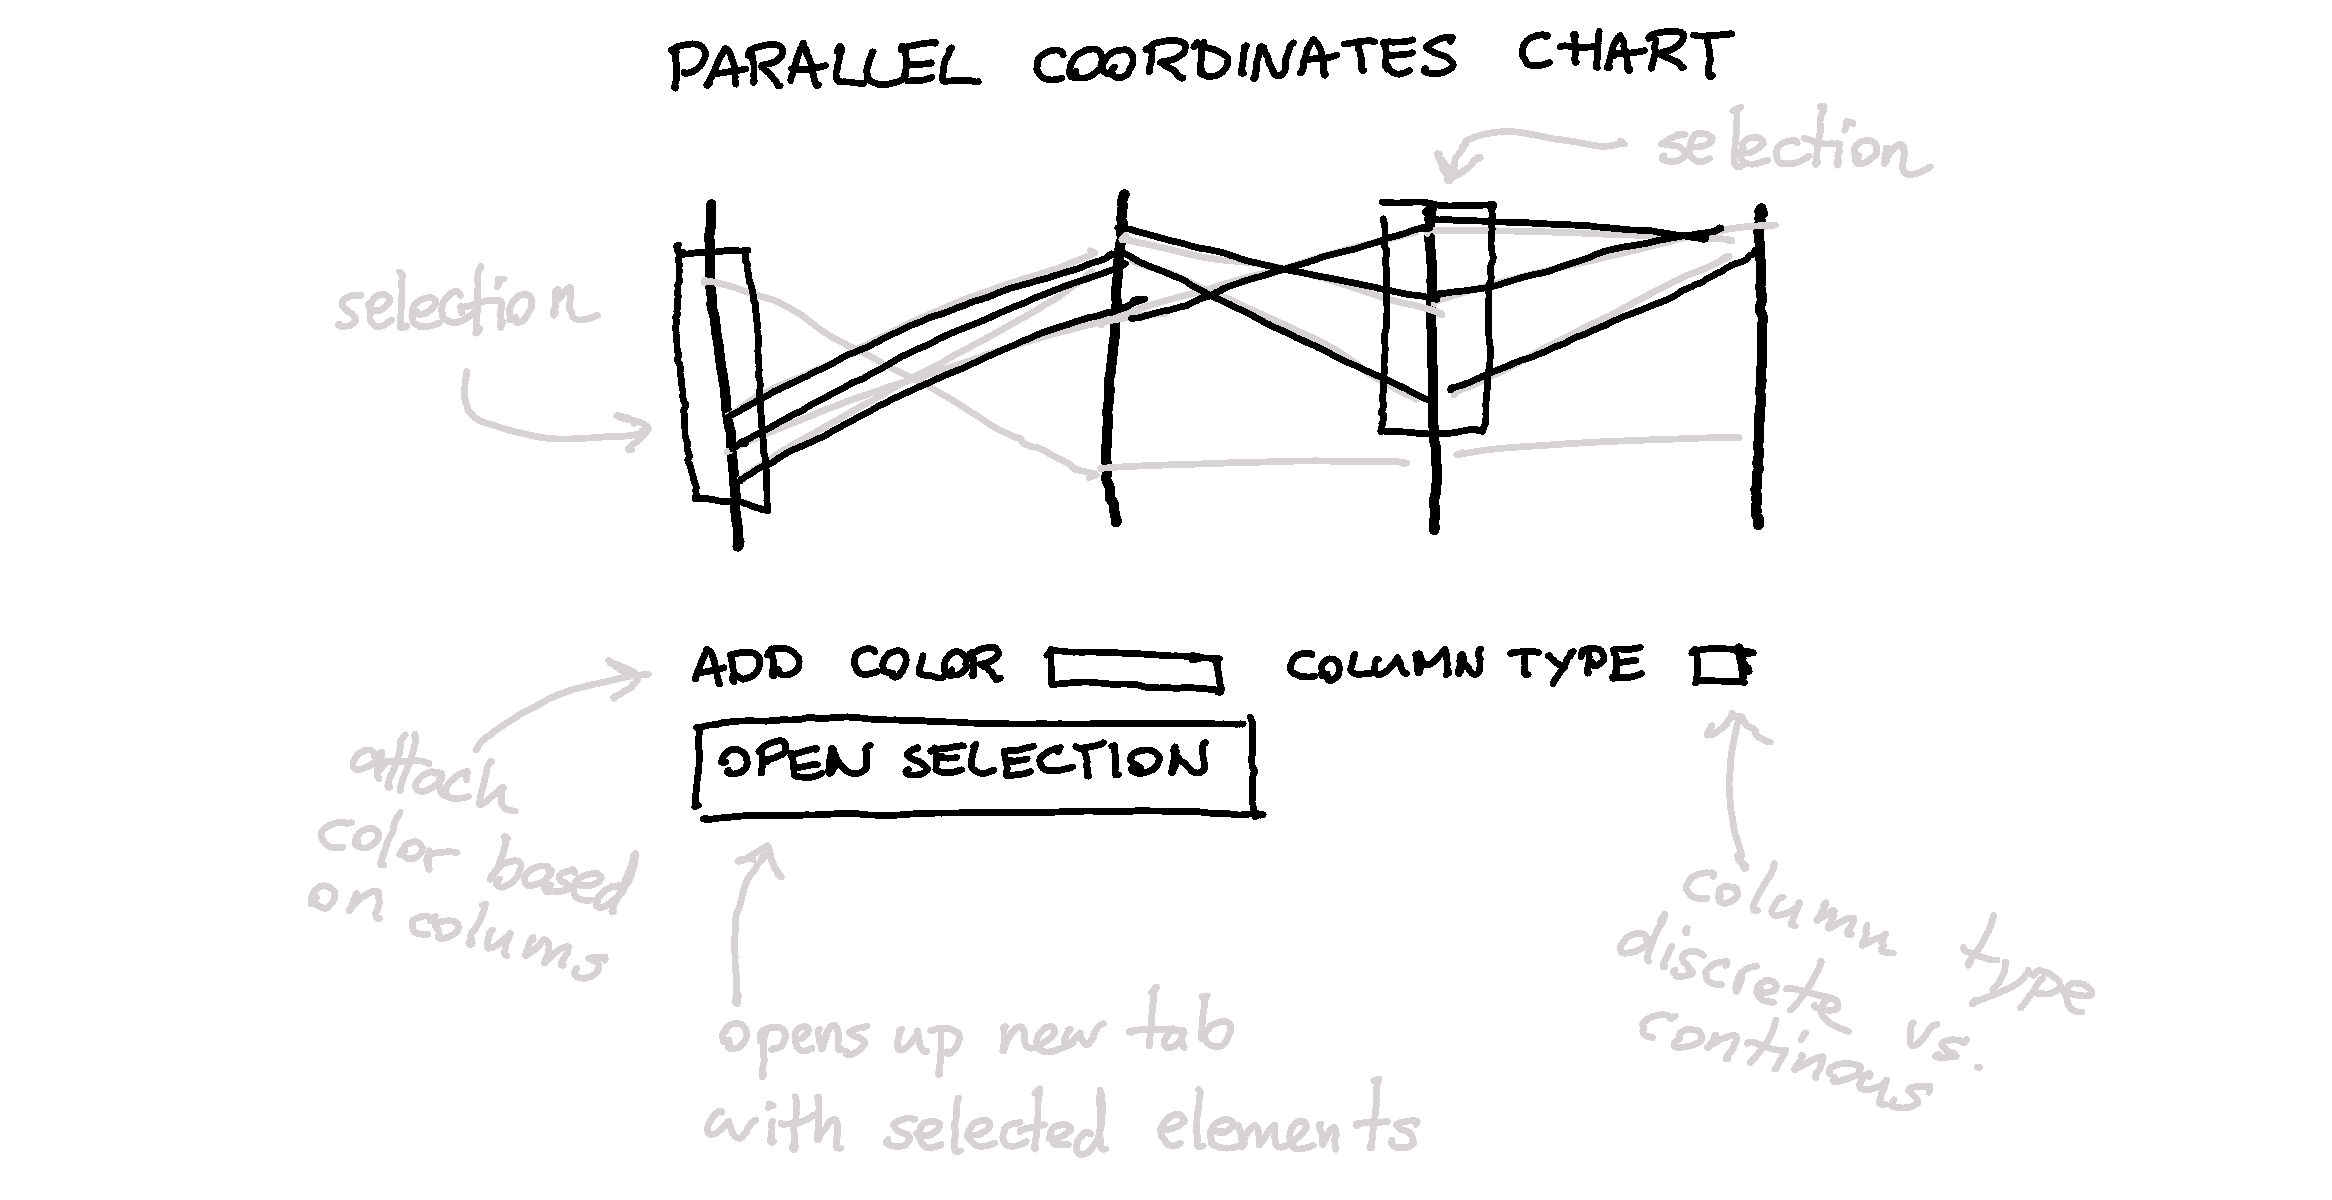 PARALLEL COORDINATES CHART
selection
selection
ADD COLOR
COLUMN TYPE
OPEN SELECTION
attach
color based
on colums
opens up new tab
with selected elements
column type
discrete vs.
continous